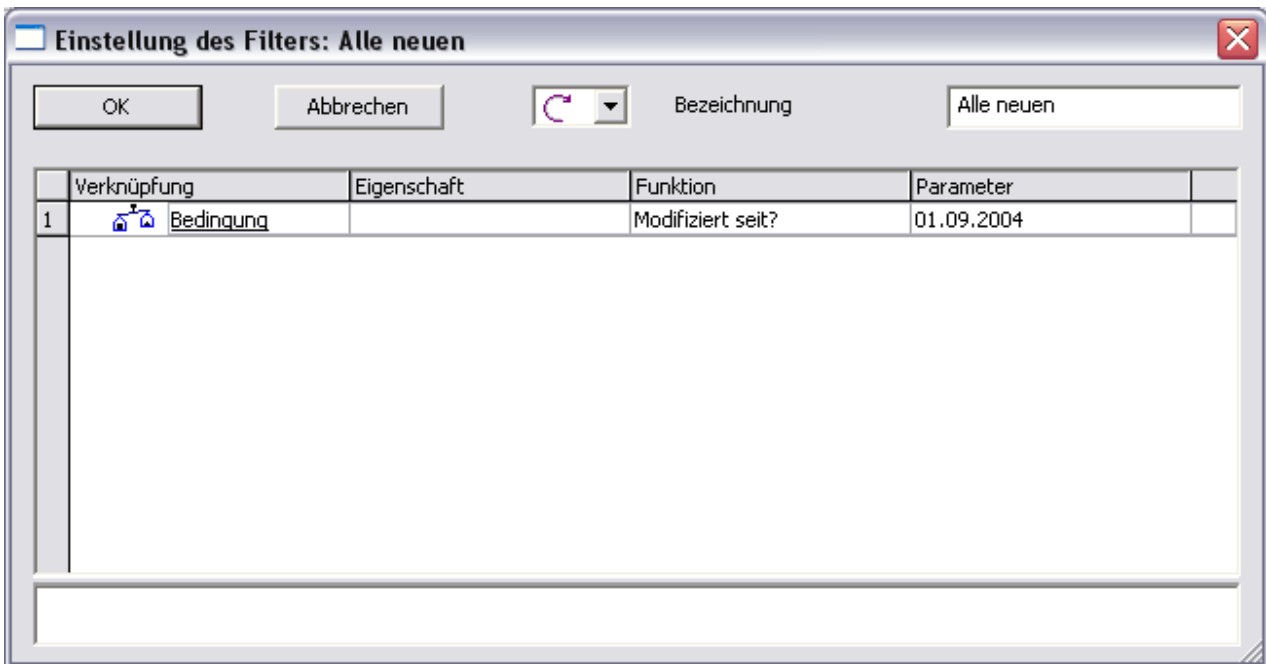 Einstellung des Filters: Alle neuen
OK Abbrechen Bezeichnung Alle neuen
Verknüpfung Eigenschaft Funktion Parameter
1 Bedingung Modifiziert seit? 01.09.2004